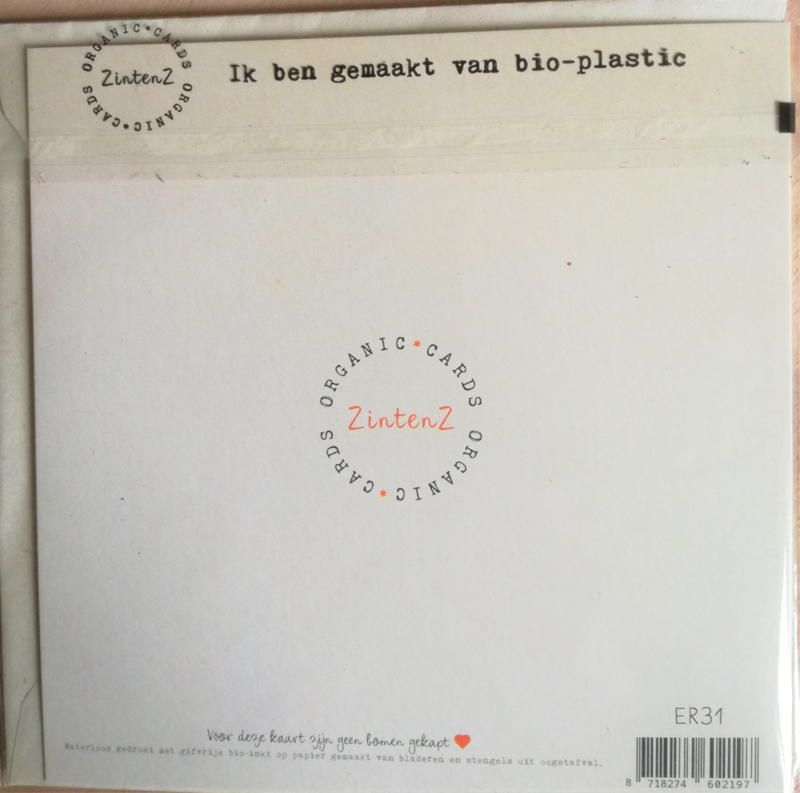 ORGANIC • CARDS ORGANIC • CARDS
ZintenZ
Ik ben gemaakt van bio-plastic
ORGANIC • CARDS ORGANIC • CARDS
ZintenZ
ER31
Voor deze kaart zijn geen bomen gekapt ♥
Waterloos gedrukt met gifvrije bio-inkt op papier gemaakt van bladeren en stengels uit oogstafval.
8 718274 602197